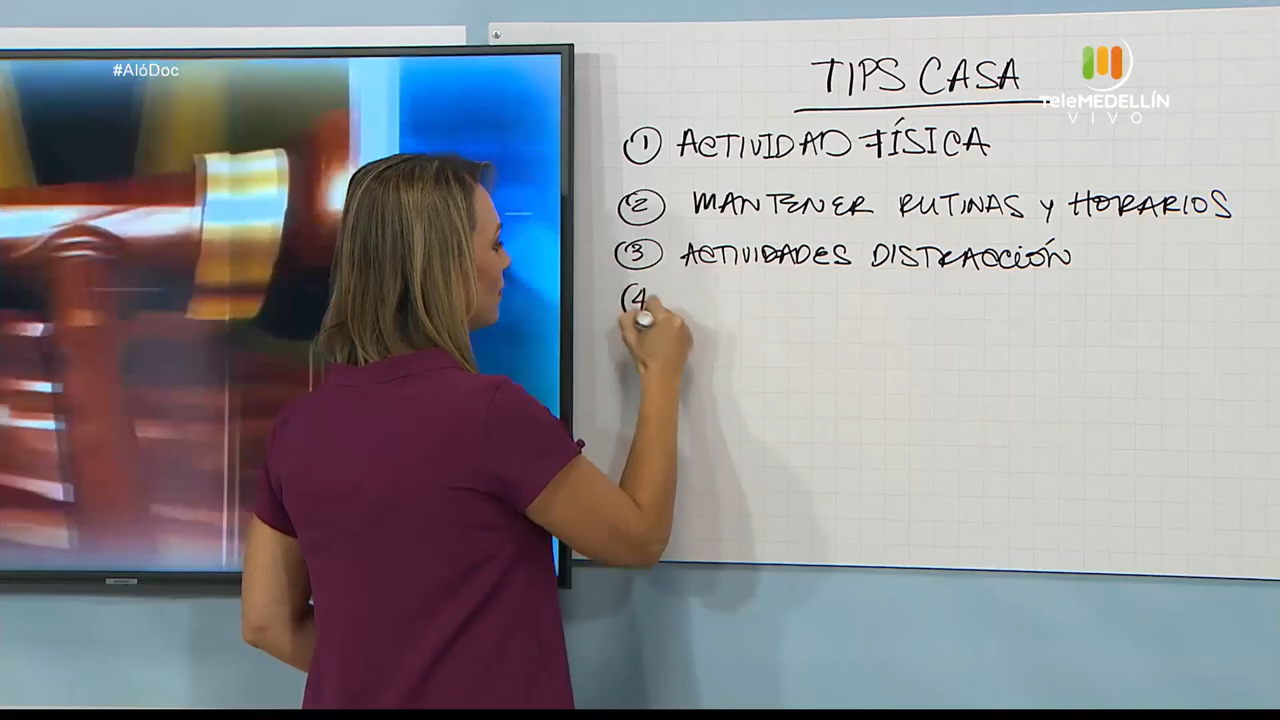 #AlóDoc
TIPS CASA
TeleMEDELLÍN
VIVO
1 ACTIVIDAD FÍSICA
2 MANTENER RUTINAS Y HORARIOS
3 ACTIVIDADES DISTRACCIÓN
4